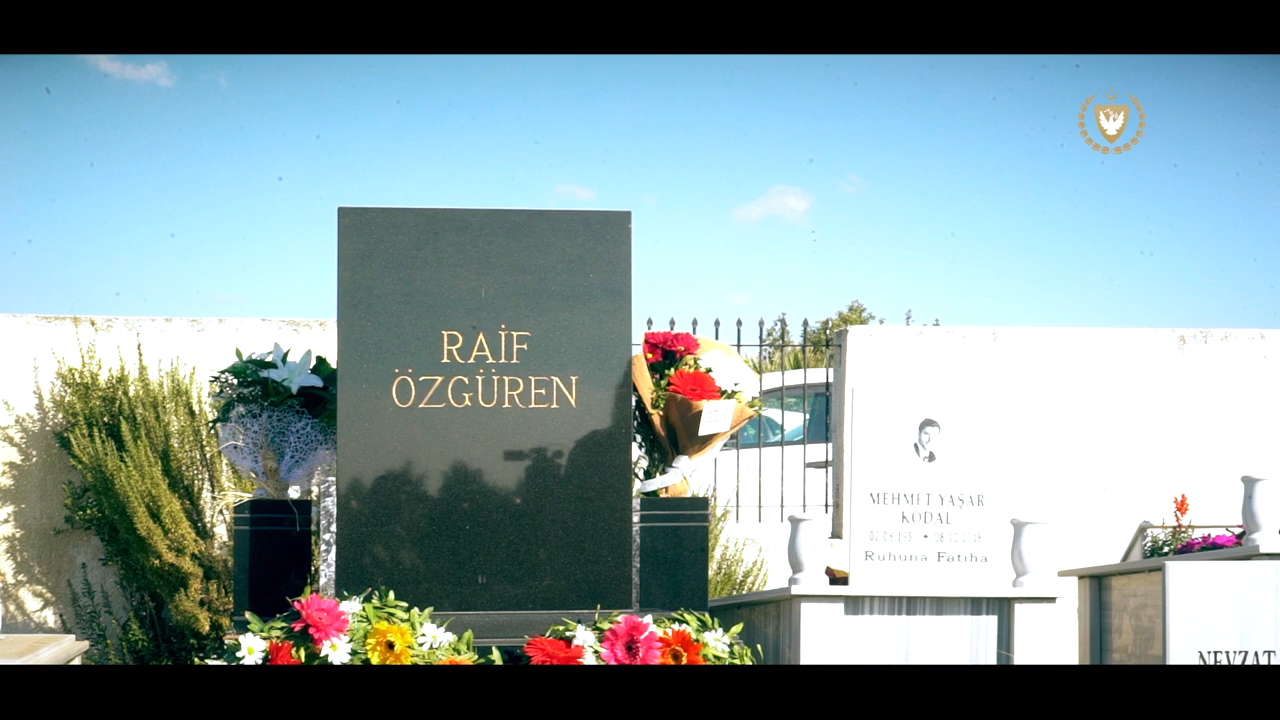 RAİF
ÖZGÜREN
MEHMET YAŞAR
KODAL
Ruhuna Fatiha
NEVZAT